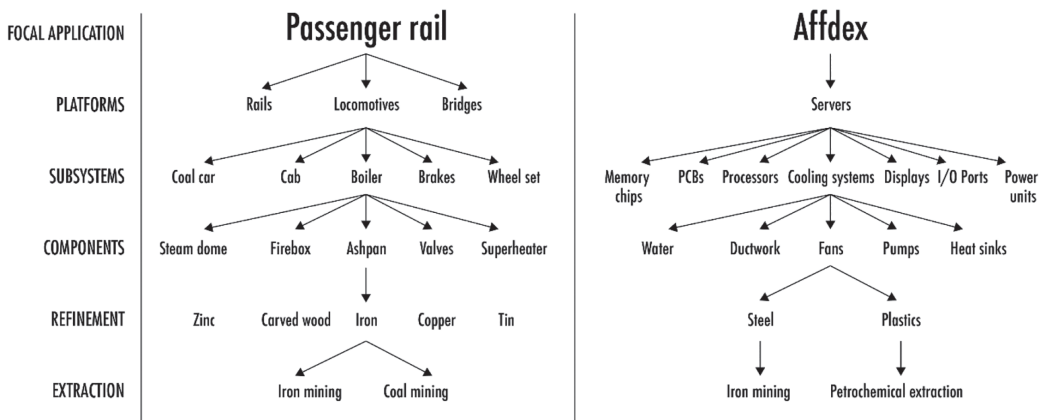 FOCAL APPLICATION Passenger rail Affdex
PLATFORMS Rails Locomotives Bridges Servers
SUBSYSTEMS Coal car Cab Boiler Brakes Wheel set Memory chips PCBs Processors Cooling systems Displays I/O Ports Power units
COMPONENTS Steam dome Firebox Ashpan Valves Superheater Water Ductwork Fans Pumps Heat sinks
REFINEMENT Zinc Carved wood Iron Copper Tin Steel Plastics
EXTRACTION Iron mining Coal mining Iron mining Petrochemical extraction